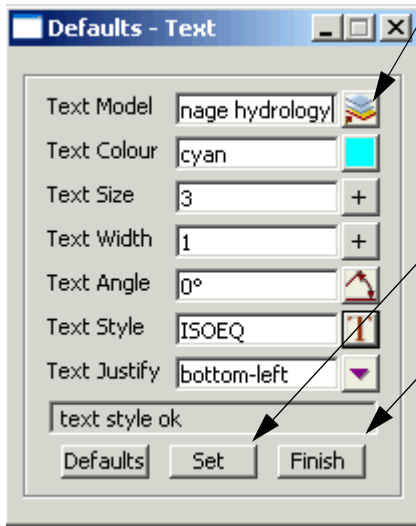 Defaults - Text
Text Model nage hydrology
Text Colour cyan
Text Size 3 +
Text Width 1 +
Text Angle 0°
Text Style ISOEQ T
Text Justify bottom-left
text style ok
Defaults Set Finish